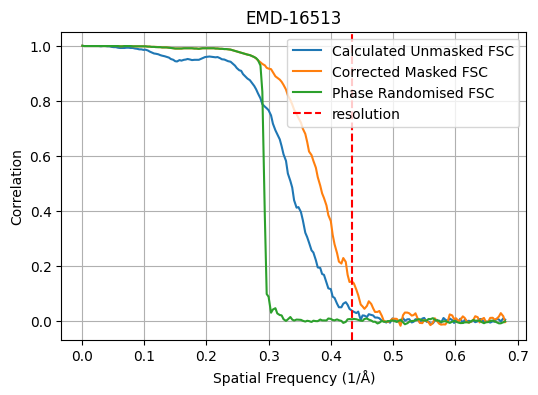 EMD-16513
Calculated Unmasked FSC
Corrected Masked FSC
Phase Randomised FSC
resolution
Correlation
1.0
0.8
0.6
0.4
0.2
0.0
0.0 0.1 0.2 0.3 0.4 0.5 0.6 0.7
Spatial Frequency (1/Å)